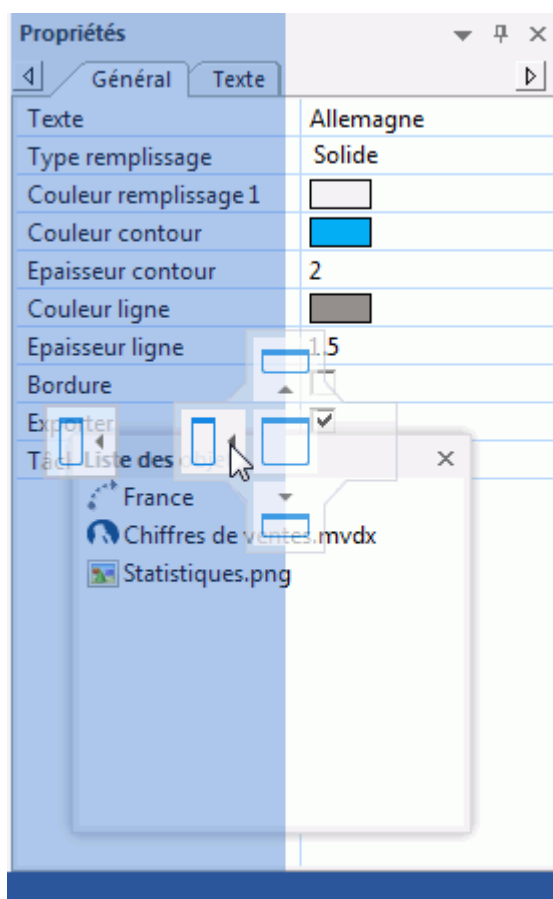 Propriétés
Général Texte
Texte Allemagne
Type remplissage Solide
Couleur remplissage 1
Couleur contour
Epaisseur contour 2
Couleur ligne
Epaisseur ligne 1.5
Bordure
Exporter
Liste des
France
Chiffres de ventes.mvdx
Statistiques.png